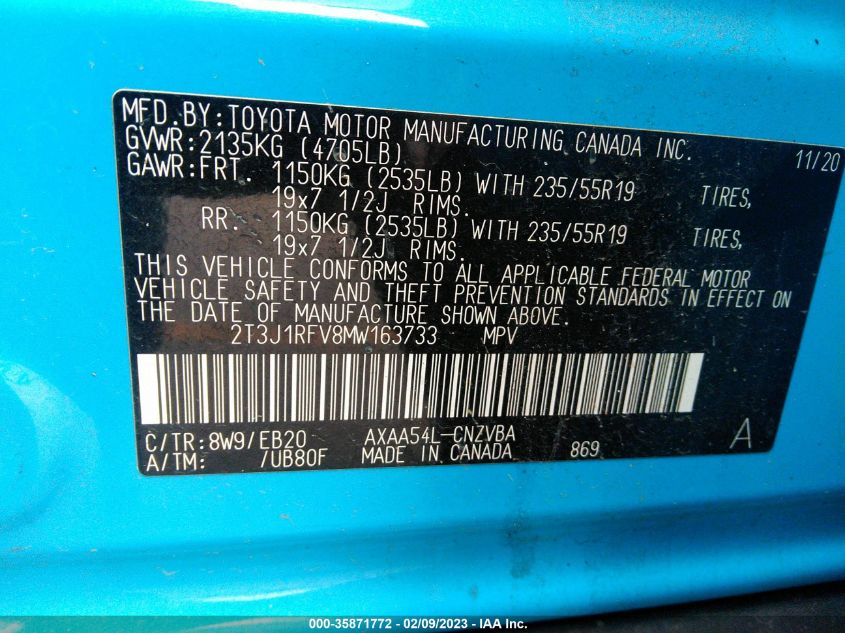 MFD.BY:TOYOTA MOTOR MANUFACTURING CANADA INC. 11/20
GVWR:2135KG (4705LB)
GAWR:FRT. 1150KG (2535LB) WITH 235/55R19 TIRES,
19x7 1/2J RIMS.
RR. 1150KG (2535LB) WITH 235/55R19 TIRES,
19x7 1/2J RIMS.
THIS VEHICLE CONFORMS TO ALL APPLICABLE FEDERAL MOTOR
VEHICLE SAFETY AND THEFT PREVENTION STANDARDS IN EFFECT ON
THE DATE OF MANUFACTURE SHOWN ABOVE.
2T3J1RFV8MW163733 MPV
C/TR:8W9/EB20 AXAA54L-CNZVBA A
A/TM: /UB80F MADE IN CANADA 869
000-35871772 - 02/09/2023 - IAA Inc.